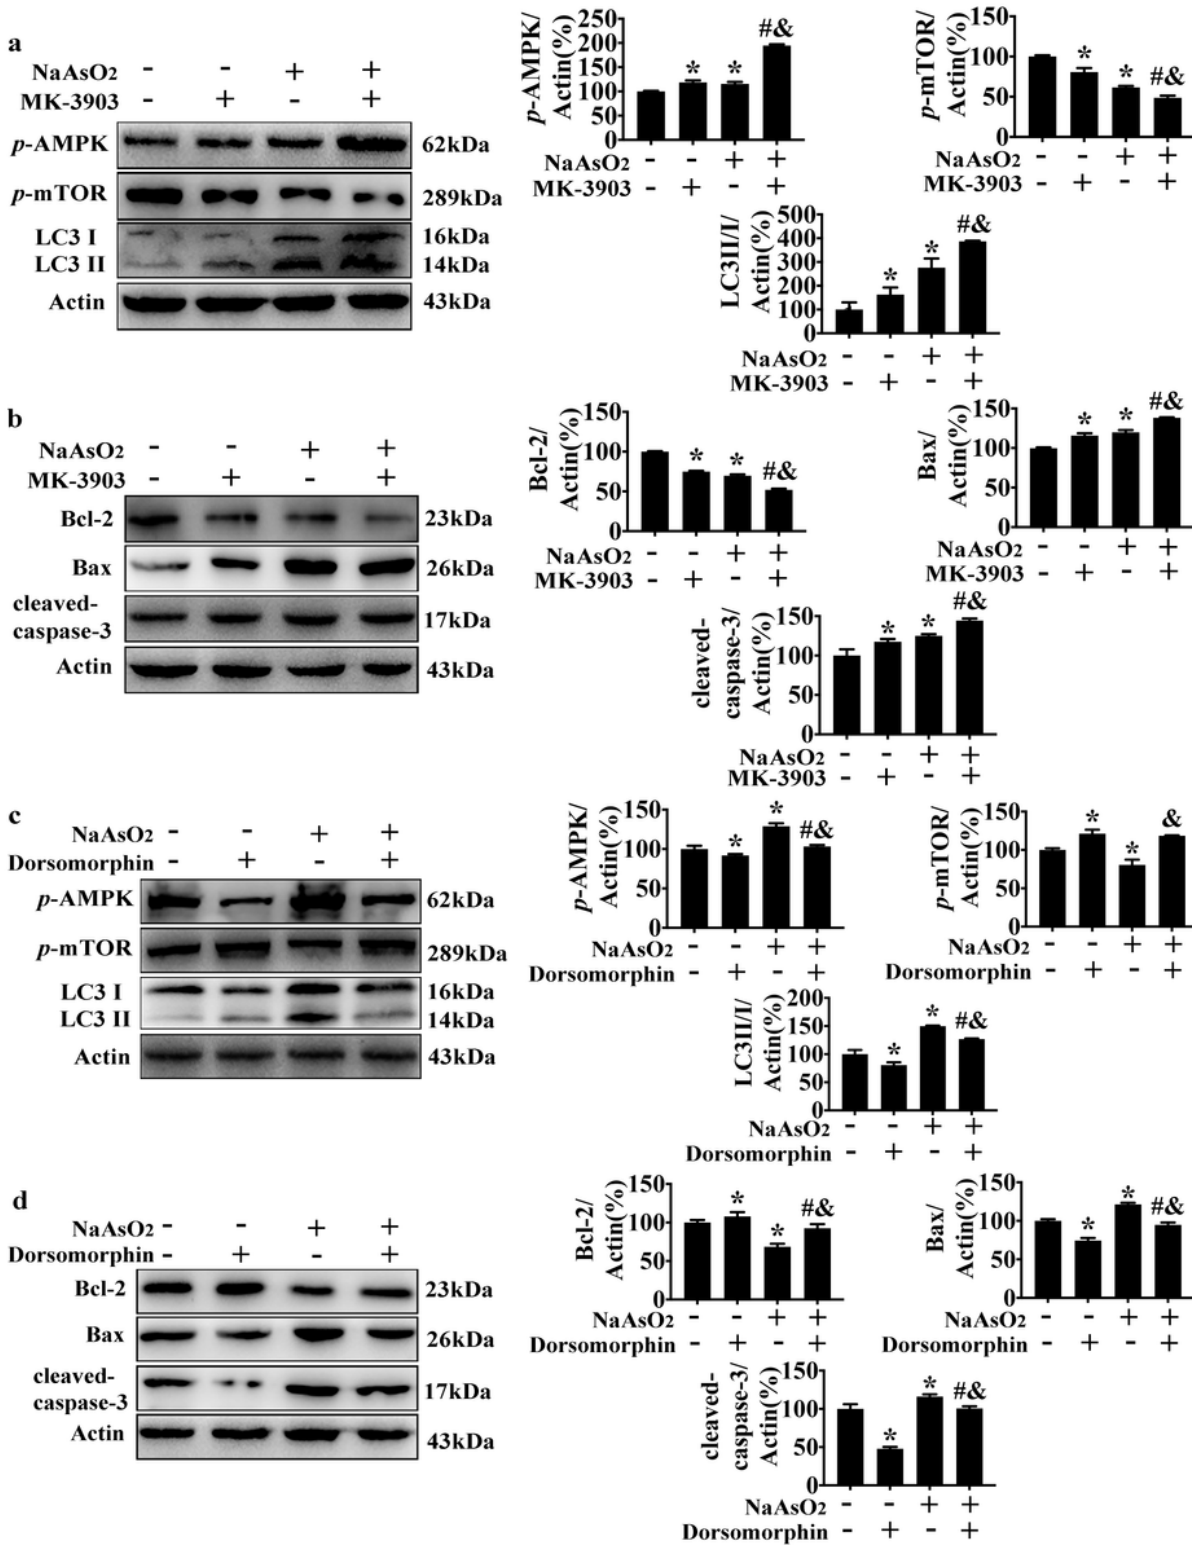 a
NaAsO2 - - + +
MK-3903 - + - +
p-AMPK 62kDa
p-mTOR 289kDa
LC3 I 16kDa
LC3 II 14kDa
Actin 43kDa
p-AMPK/
Actin(%)
250
200
150
100
50
0
#&
* *
NaAsO2 - - + +
MK-3903 - + - +
p-mTOR/
Actin(%)
150
100
50
0
* * #&
NaAsO2 - - + +
MK-3903 - + - +
LC3II/I/
Actin(%)
500
400
300
200
100
0
* * #&
NaAsO2 - - + +
MK-3903 - + - +
b
NaAsO2 - - + +
MK-3903 - + - +
Bcl-2 23kDa
Bax 26kDa
cleaved-
caspase-3 17kDa
Actin 43kDa
Bcl-2/
Actin(%)
150
100
50
0
* * #&
NaAsO2 - - + +
MK-3903 - + - +
Bax/
Actin(%)
150
100
50
0
* * #&
NaAsO2 - - + +
MK-3903 - + - +
cleaved-
caspase-3/
Actin(%)
150
100
50
0
* * #&
NaAsO2 - - + +
MK-3903 - + - +
c
NaAsO2 - - + +
Dorsomorphin - + - +
p-AMPK 62kDa
p-mTOR 289kDa
LC3 I 16kDa
LC3 II 14kDa
Actin 43kDa
p-AMPK/
Actin(%)
150
100
50
0
* * #&
NaAsO2 - - + +
Dorsomorphin - + - +
p-mTOR/
Actin(%)
150
100
50
0
* * &
NaAsO2 - - + +
Dorsomorphin - + - +
LC3II/I/
Actin(%)
200
150
100
50
0
* * #&
NaAsO2 - - + +
Dorsomorphin - + - +
d
NaAsO2 - - + +
Dorsomorphin - + - +
Bcl-2 23kDa
Bax 26kDa
cleaved-
caspase-3 17kDa
Actin 43kDa
Bcl-2/
Actin(%)
150
100
50
0
* * #&
NaAsO2 - - + +
Dorsomorphin - + - +
Bax/
Actin(%)
150
100
50
0
* * #&
NaAsO2 - - + +
Dorsomorphin - + - +
cleaved-
caspase-3/
Actin(%)
150
100
50
0
* * #&
NaAsO2 - - + +
Dorsomorphin - + - +